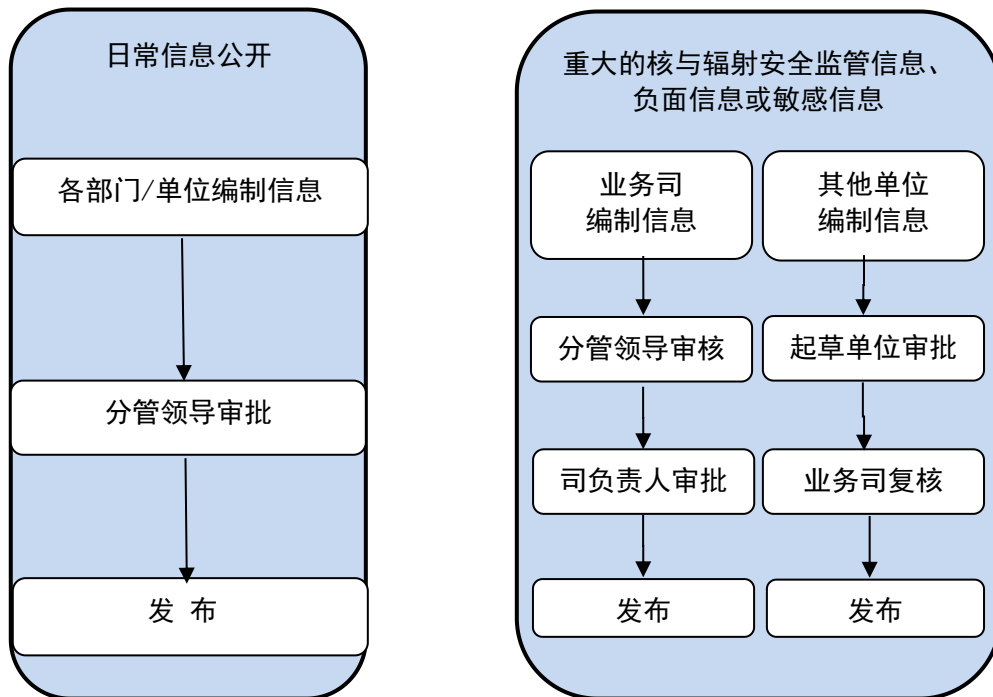 日常信息公开
各部门/单位编制信息
分管领导审批
发 布
重大的核与辐射安全监管信息、
负面信息或敏感信息
业务司
编制信息
分管领导审核
司负责人审批
发布
其他单位
编制信息
起草单位审批
业务司复核
发布